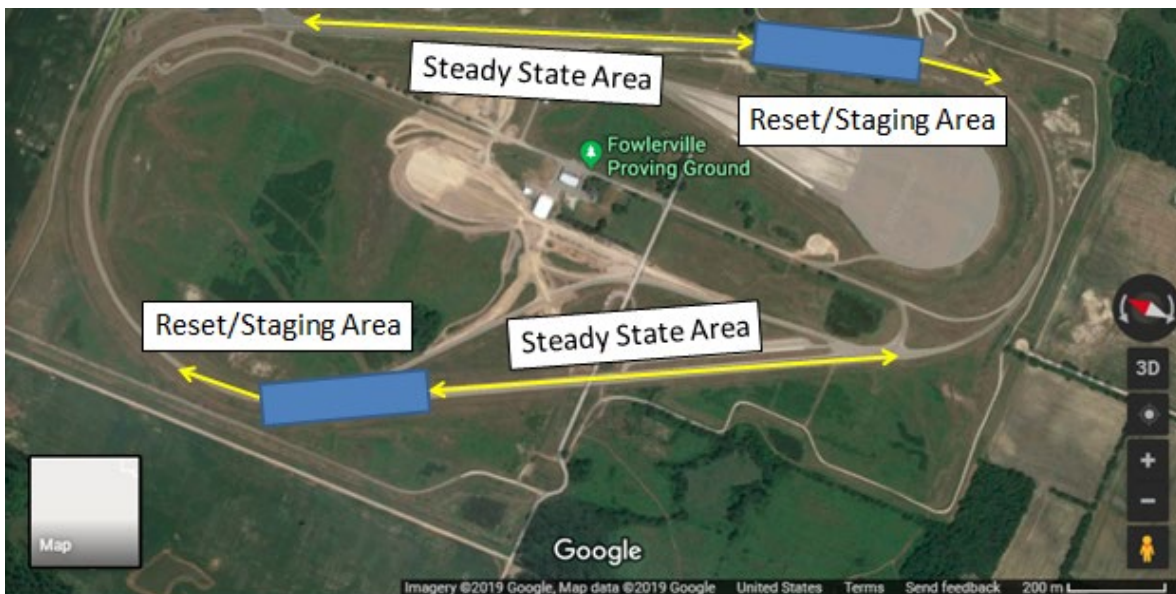 Steady State Area
Reset/Staging Area
Fowlerville
Proving Ground
Reset/Staging Area
Steady State Area
3D
+
−
Map
Google
Imagery ©2019 Google, Map data ©2019 Google United States Terms Send feedback 200 m